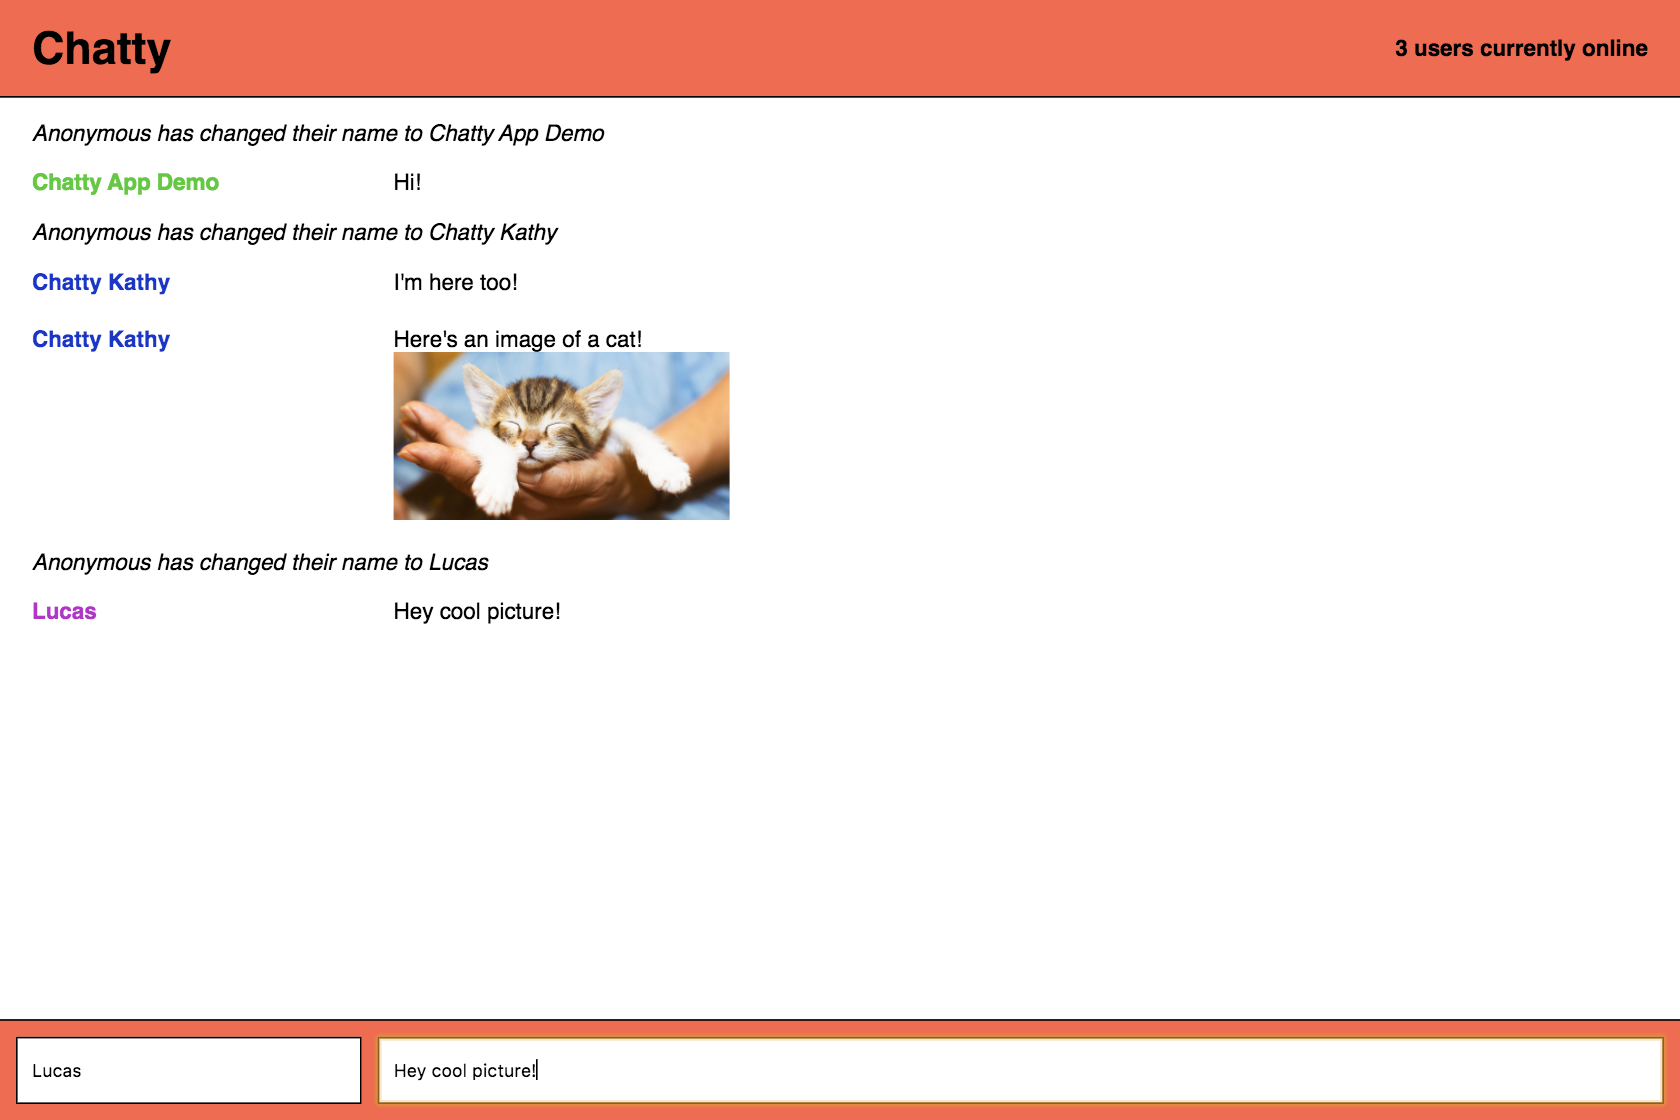 Chatty
3 users currently online
Anonymous has changed their name to Chatty App Demo
Chatty App Demo Hi!
Anonymous has changed their name to Chatty Kathy
Chatty Kathy I'm here too!
Chatty Kathy Here's an image of a cat!
Anonymous has changed their name to Lucas
Lucas Hey cool picture!
Lucas Hey cool picture!